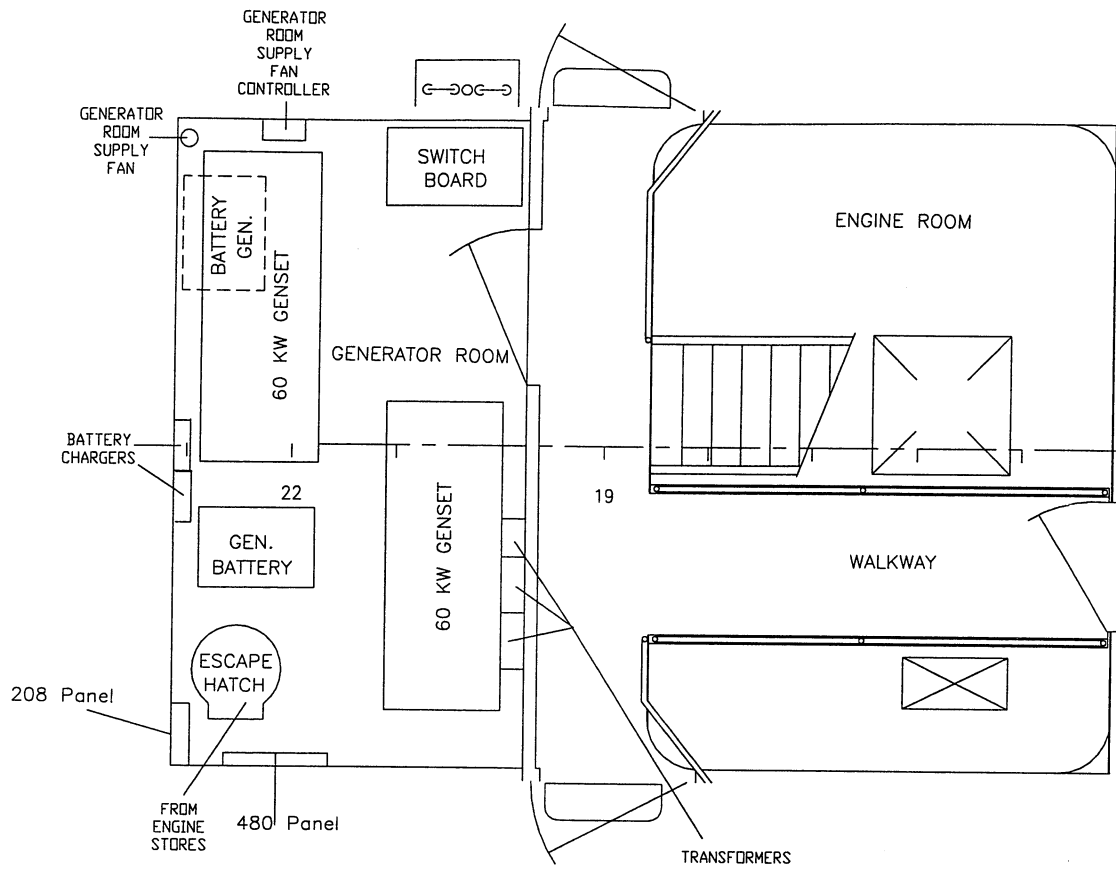 GENERATOR
ROOM
SUPPLY
FAN
CONTROLLER
GENERATOR
ROOM
SUPPLY
FAN
SWITCH
BOARD
BATTERY
GEN.
60 KW GENSET
ENGINE ROOM
GENERATOR ROOM
BATTERY
CHARGERS
22
19
GEN.
BATTERY
60 KW GENSET
WALKWAY
ESCAPE
HATCH
208 Panel
FROM
ENGINE
STORES
480 Panel
TRANSFORMERS